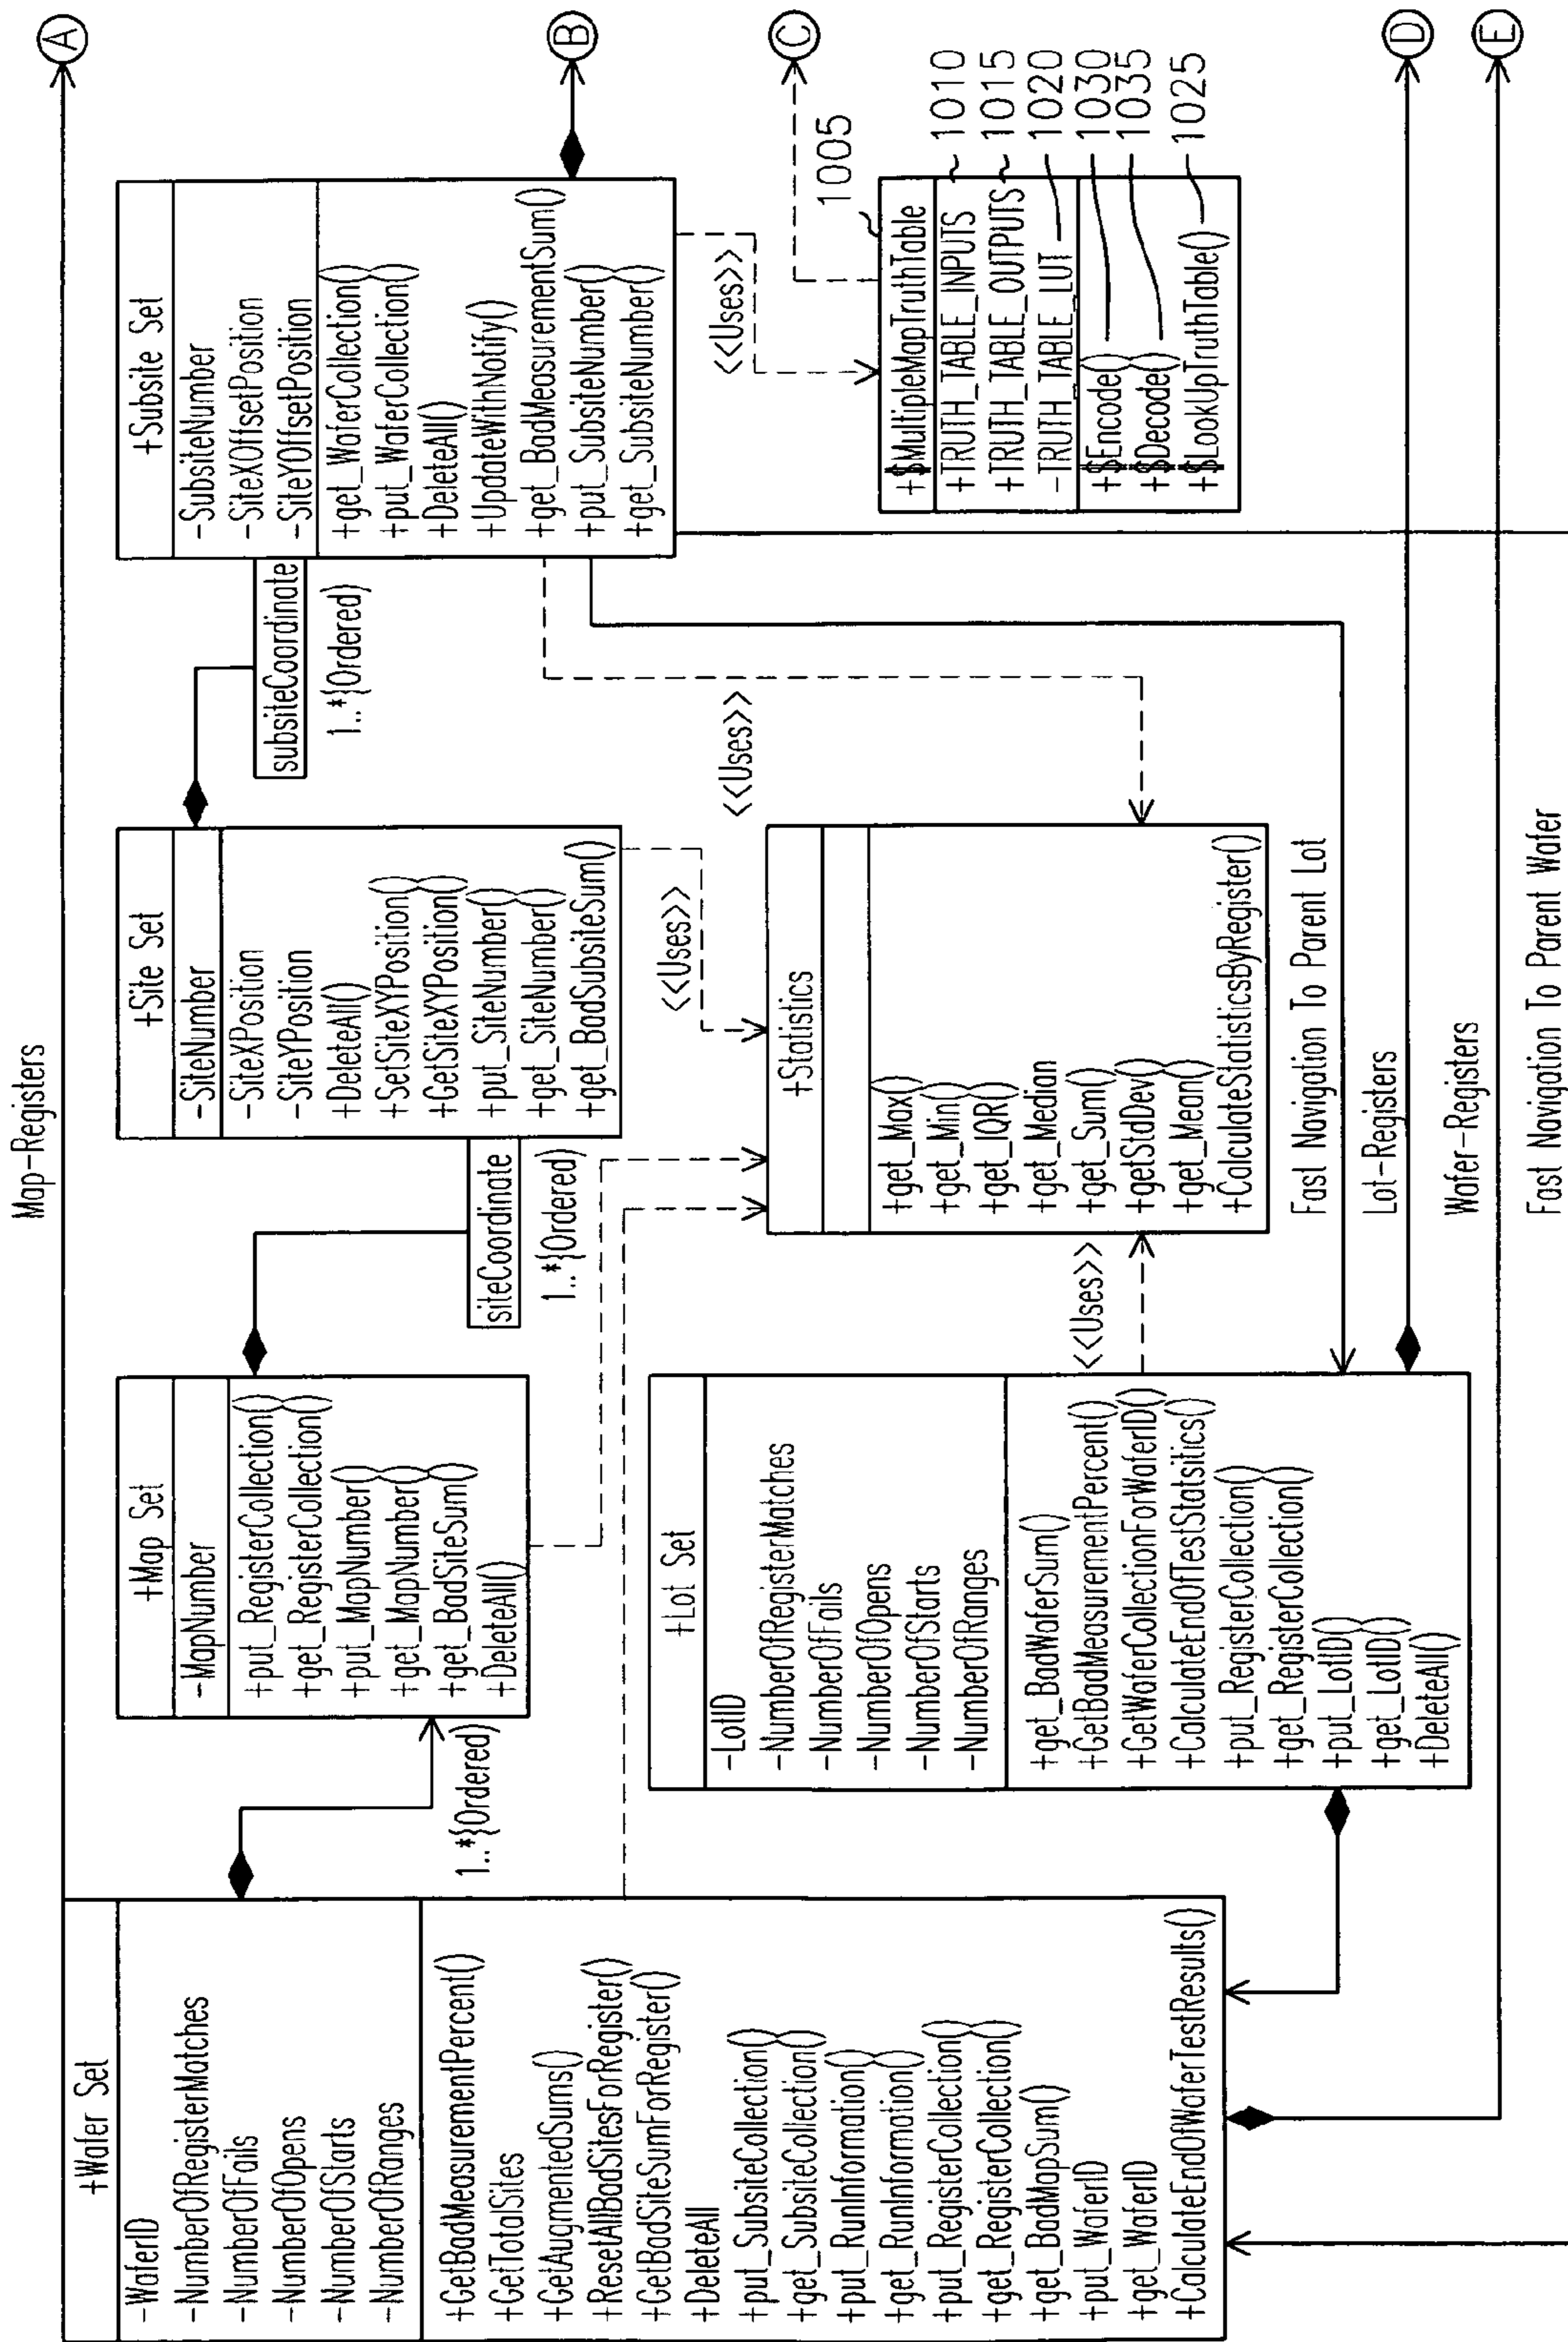 Map-Registers
A
+Wafer Set
-WaferID
-NumberOfRegisterMatches
-NumberOfFails
-NumberOfOpens
-NumberOfStarts
-NumberOfRanges
+GetBadMeasurementPercent()
+GetTotalSites
+GetAugmentedSums()
+ResetAllBadSitesForRegister()
+GetBadSiteSumForRegister()
+DeleteAll
+put_SubsiteCollection()
+get_SubsiteCollection()
+put_RunInformation()
+get_RunInformation()
+put_RegisterCollection()
+get_RegisterCollection()
+get_BadMapSum()
+put_WaferID
+get_WaferID
+CalculateEndOfWaferTestResults()
1..*{Ordered)
+Map Set
-MapNumber
+put_RegisterCollection()
+get_RegisterCollection()
+put_MapNumber()
+get_MapNumber()
+get_BadSiteSum()
+DeleteAll()
siteCoordinate
1..*{Ordered)
+Site Set
-SiteNumber
-SiteXPosition
-SiteYPosition
+DeleteAll()
+SetSiteXYPosition()
+GetSiteXYPosition()
+put_SiteNumber()
+get_SiteNumber()
+get_BadSubsiteSum()
<<Uses>>
subsiteCoordinate
1..*{Ordered)
<<Uses>>
+Subsite Set
-SubsiteNumber
-SiteXOffsetPosition
-SiteYOffsetPosition
+get_WaferCollection()
+put_WaferCollection()
+DeleteAll()
+UpdateWithNotify()
+get_BadMeasurementSum()
+put_SubsiteNumber()
+get_SubsiteNumber()
B
<<Uses>>
+Lot Set
-LotID
-NumberOfRegisterMatches
-NumberOfFails
-NumberOfOpens
-NumberOfStarts
-NumberOfRanges
+get_BadWaferSum()
+GetBadMeasurementPercent()
+GetWaferCollectionForWaferID()
+CalculateEndOfTestStatsitics()
+put_RegisterCollection()
+get_RegisterCollection()
+put_LotID()
+get_LotID()
+DeleteAll()
<<Uses>>
+Statistics
+get_Max()
+get_Min()
+get_IQR()
+get_Median
+get_Sum()
+getStdDev()
+get_Mean()
+CalculateStatisticsByRegister()
C
1005
+$MultipleMapTruthTable
+TRUTH_TABLE_INPUTS 1010
+TRUTH_TABLE_OUTPUTS 1015
-TRUTH_TABLE_LUT 1020
+$Encode() 1030
+$Decode() 1035
+$LookUpTruthTable() 1025
Fast Navigation To Parent Lot
Lot-Registers
D
Wafer-Registers
E
Fast Navigation To Parent Wafer